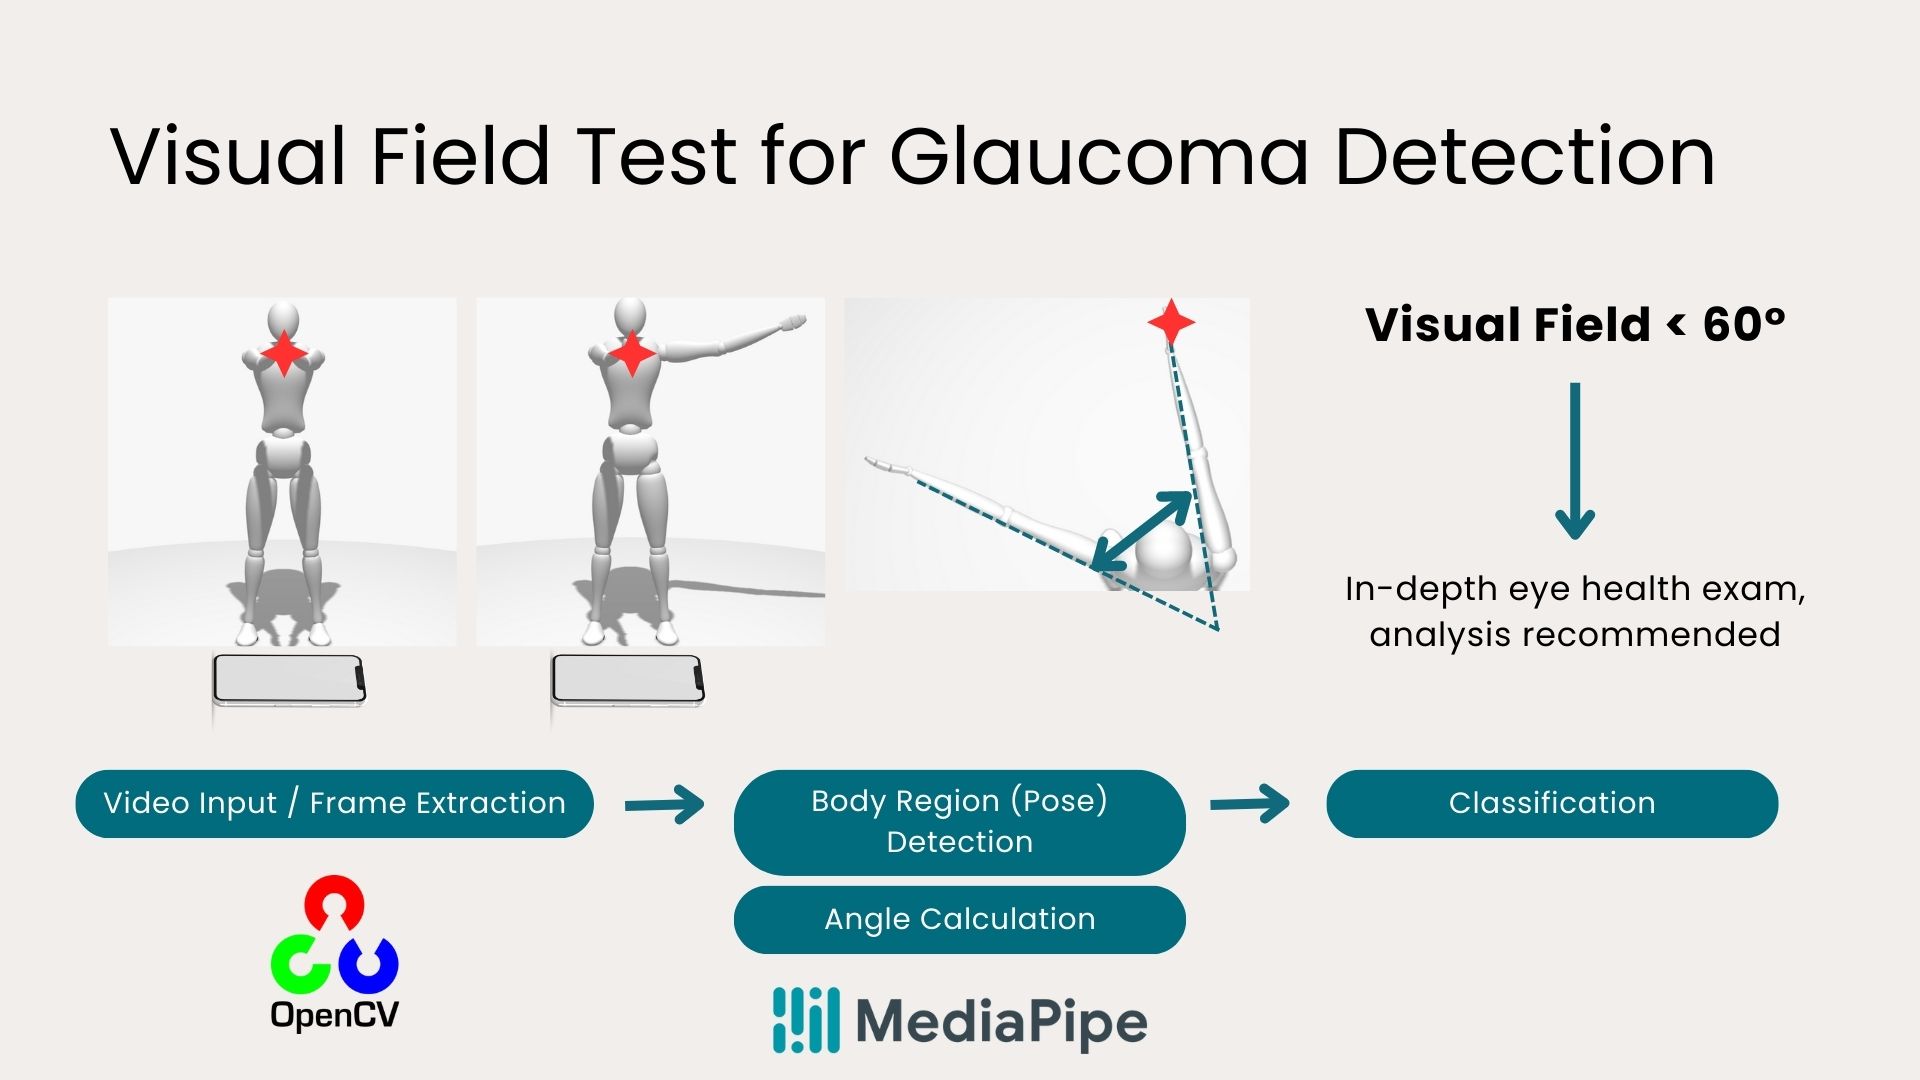 Visual Field Test for Glaucoma Detection
Visual Field < 60°
In-depth eye health exam,
analysis recommended
Video Input / Frame Extraction
Body Region (Pose)
Detection
Angle Calculation
Classification
OpenCV
MediaPipe